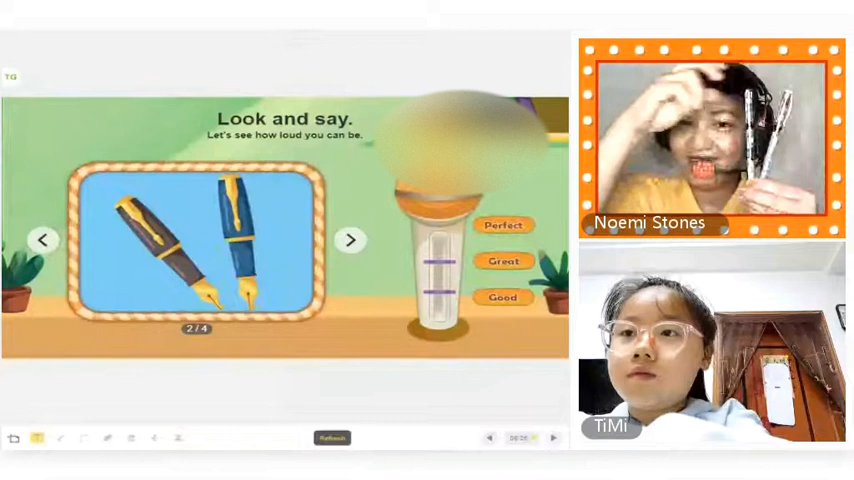 TG
Look and say.
Let's see how loud you can be.
Perfect
Great
Good
2 / 4
Refresh
Noemi Stones
TiMi